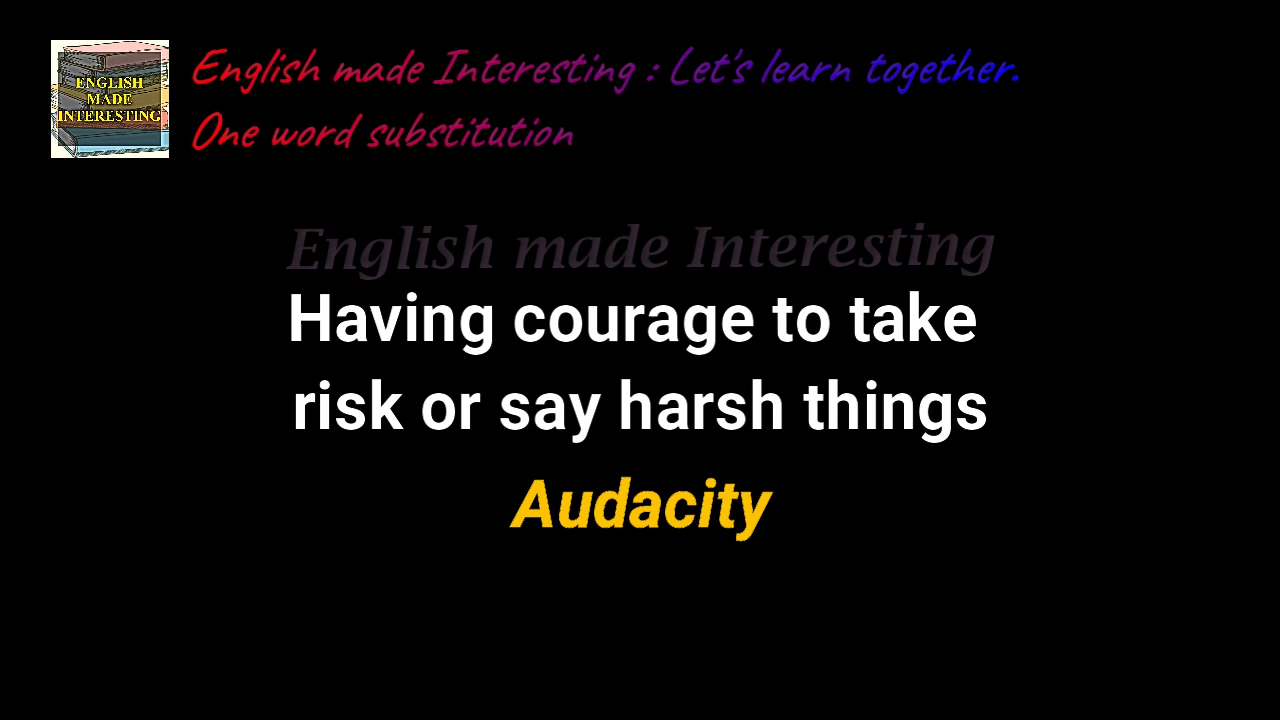 ENGLISH
MADE
INTERESTING
English made Interesting : Let's learn together.
One word substitution
English made Interesting
Having courage to take
risk or say harsh things
Audacity